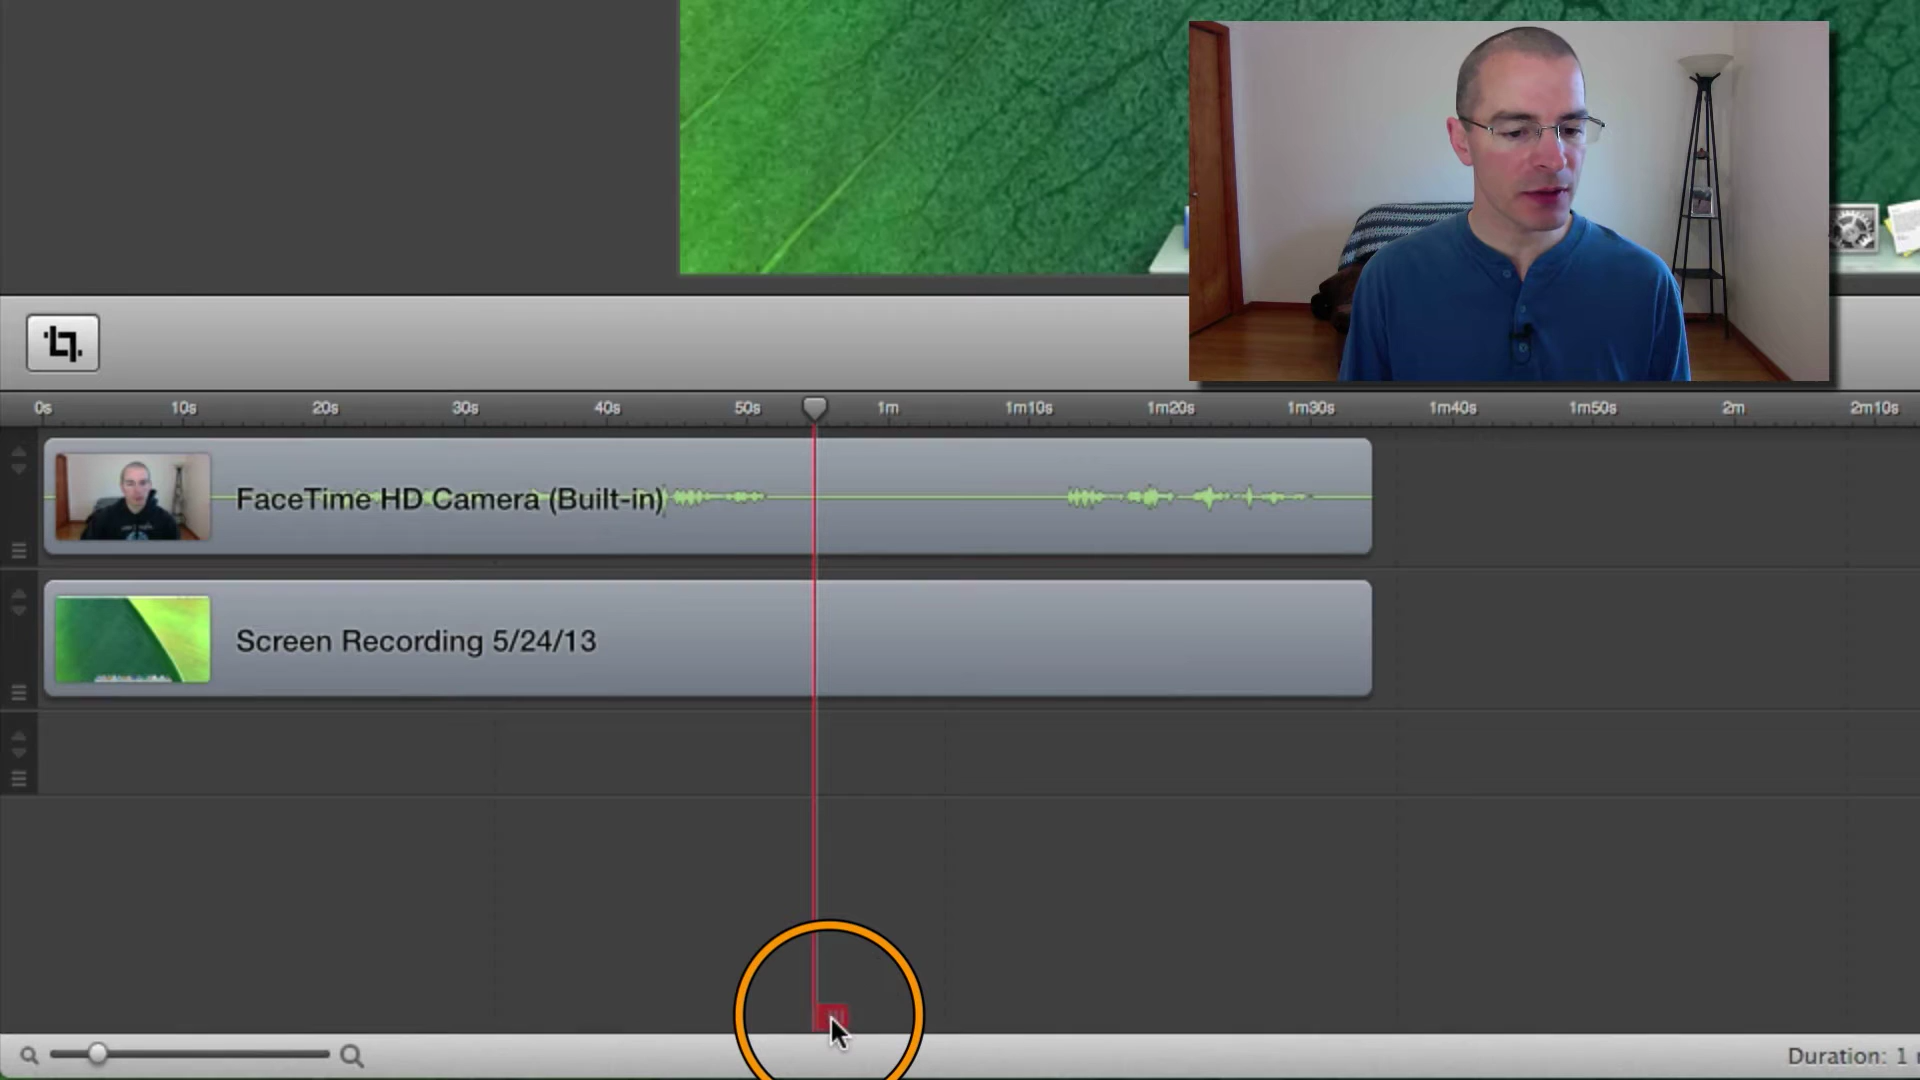 0s 10s 20s 30s 40s 50s 1m 1m10s 1m20s 1m30s 1m40s 1m50s 2m 2m10s
FaceTime HD Camera (Built-in)
Screen Recording 5/24/13
Duration: 1